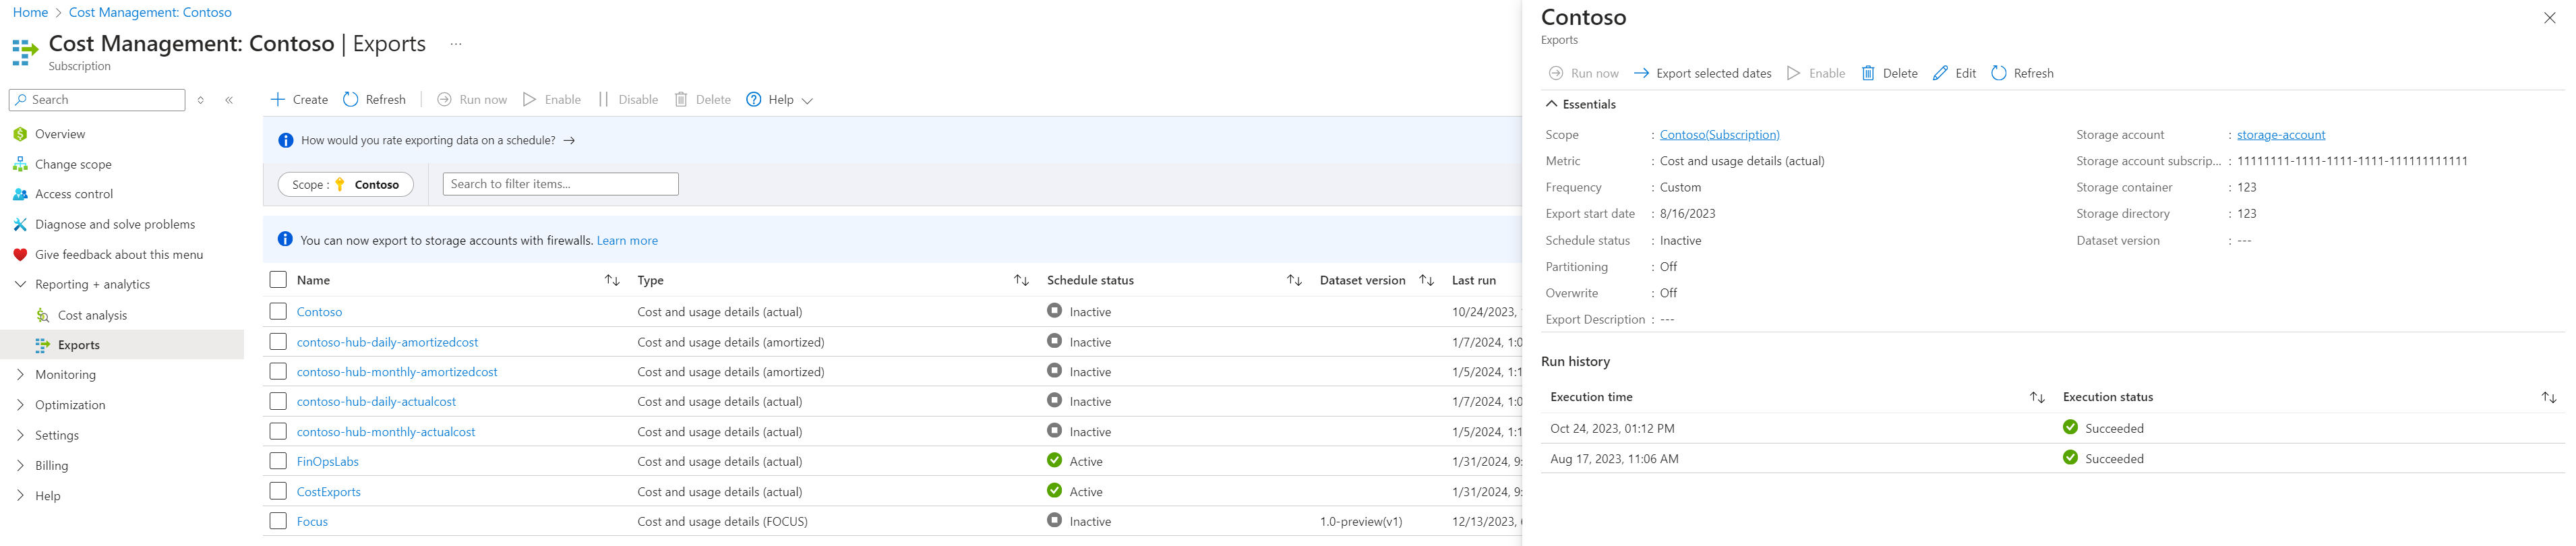 Home > Cost Management: Contoso
Cost Management: Contoso | Exports ...
Subscription
Search
Overview
Change scope
Access control
Diagnose and solve problems
Give feedback about this menu
Reporting + analytics
Cost analysis
Exports
Monitoring
Optimization
Settings
Billing
Help
Create Refresh Run now Enable Disable Delete Help
How would you rate exporting data on a schedule? →
Scope : Contoso Search to filter items...
You can now export to storage accounts with firewalls. Learn more
Name Type Schedule status Dataset version Last run
Contoso Cost and usage details (actual) Inactive 10/24/2023,
contoso-hub-daily-amortizedcost Cost and usage details (amortized) Inactive 1/7/2024, 1:0
contoso-hub-monthly-amortizedcost Cost and usage details (amortized) Inactive 1/5/2024, 1:1
contoso-hub-daily-actualcost Cost and usage details (actual) Inactive 1/7/2024, 1:0
contoso-hub-monthly-actualcost Cost and usage details (actual) Inactive 1/5/2024, 1:1
FinOpsLabs Cost and usage details (actual) Active 1/31/2024, 9:
CostExports Cost and usage details (actual) Active 1/31/2024, 9:
Focus Cost and usage details (FOCUS) Inactive 1.0-preview(v1) 12/13/2023,
Contoso
Exports
Run now Export selected dates Enable Delete Edit Refresh
Essentials
Scope : Contoso(Subscription)
Metric : Cost and usage details (actual)
Frequency : Custom
Export start date : 8/16/2023
Schedule status : Inactive
Partitioning : Off
Overwrite : Off
Export Description : ---
Storage account : storage-account
Storage account subscrip... : 11111111-1111-1111-1111-111111111111
Storage container : 123
Storage directory : 123
Dataset version : ---
Run history
Execution time Execution status
Oct 24, 2023, 01:12 PM Succeeded
Aug 17, 2023, 11:06 AM Succeeded